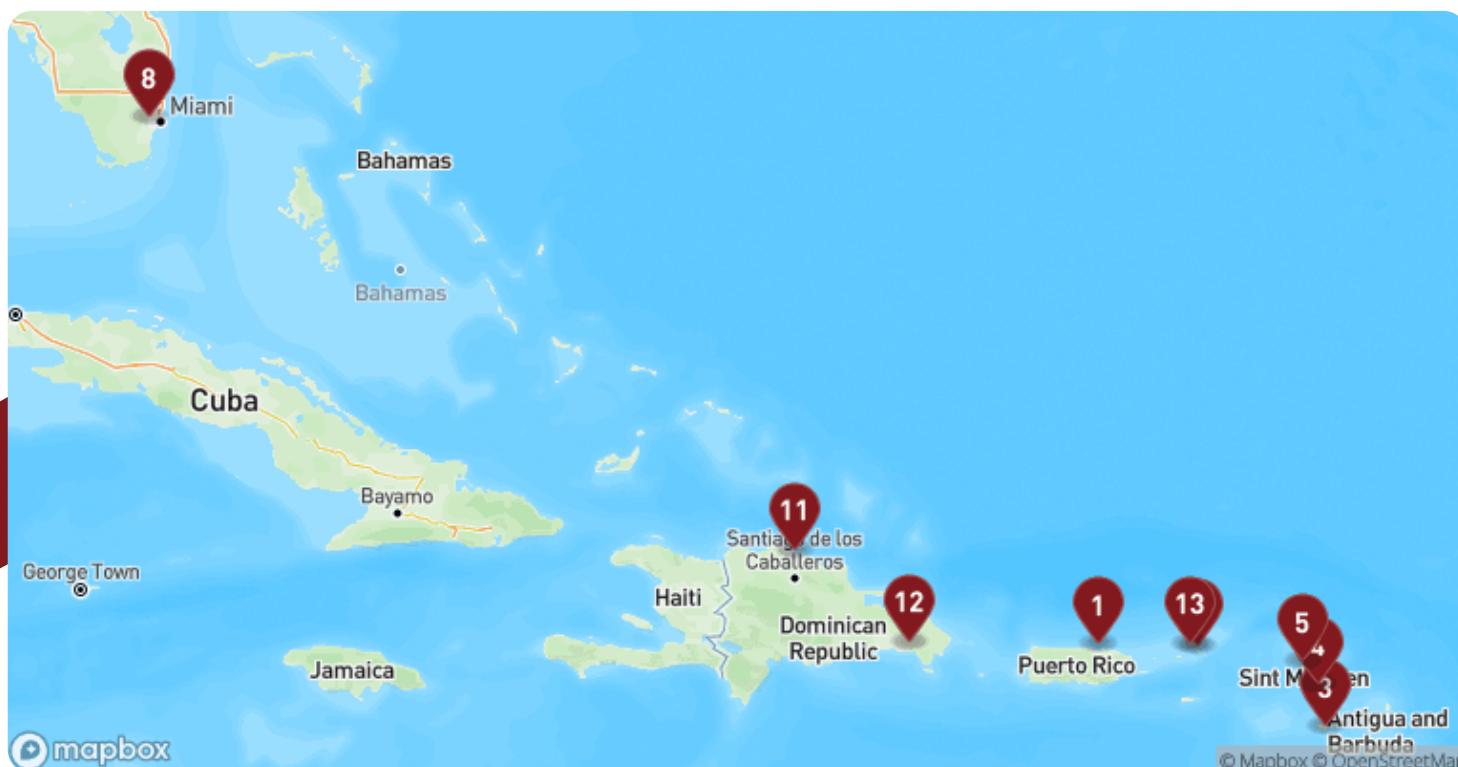 8
Miami
Bahamas
Bahamas
Cuba
Bayamo
11
Santiago de los
Caballeros
George Town
Haiti
12
1
13
Dominican
Republic
5
4
Jamaica
Puerto Rico
Sint
en
3
Antigua and
Barbuda
mapbox
© Mapbox © OpenStreetMap